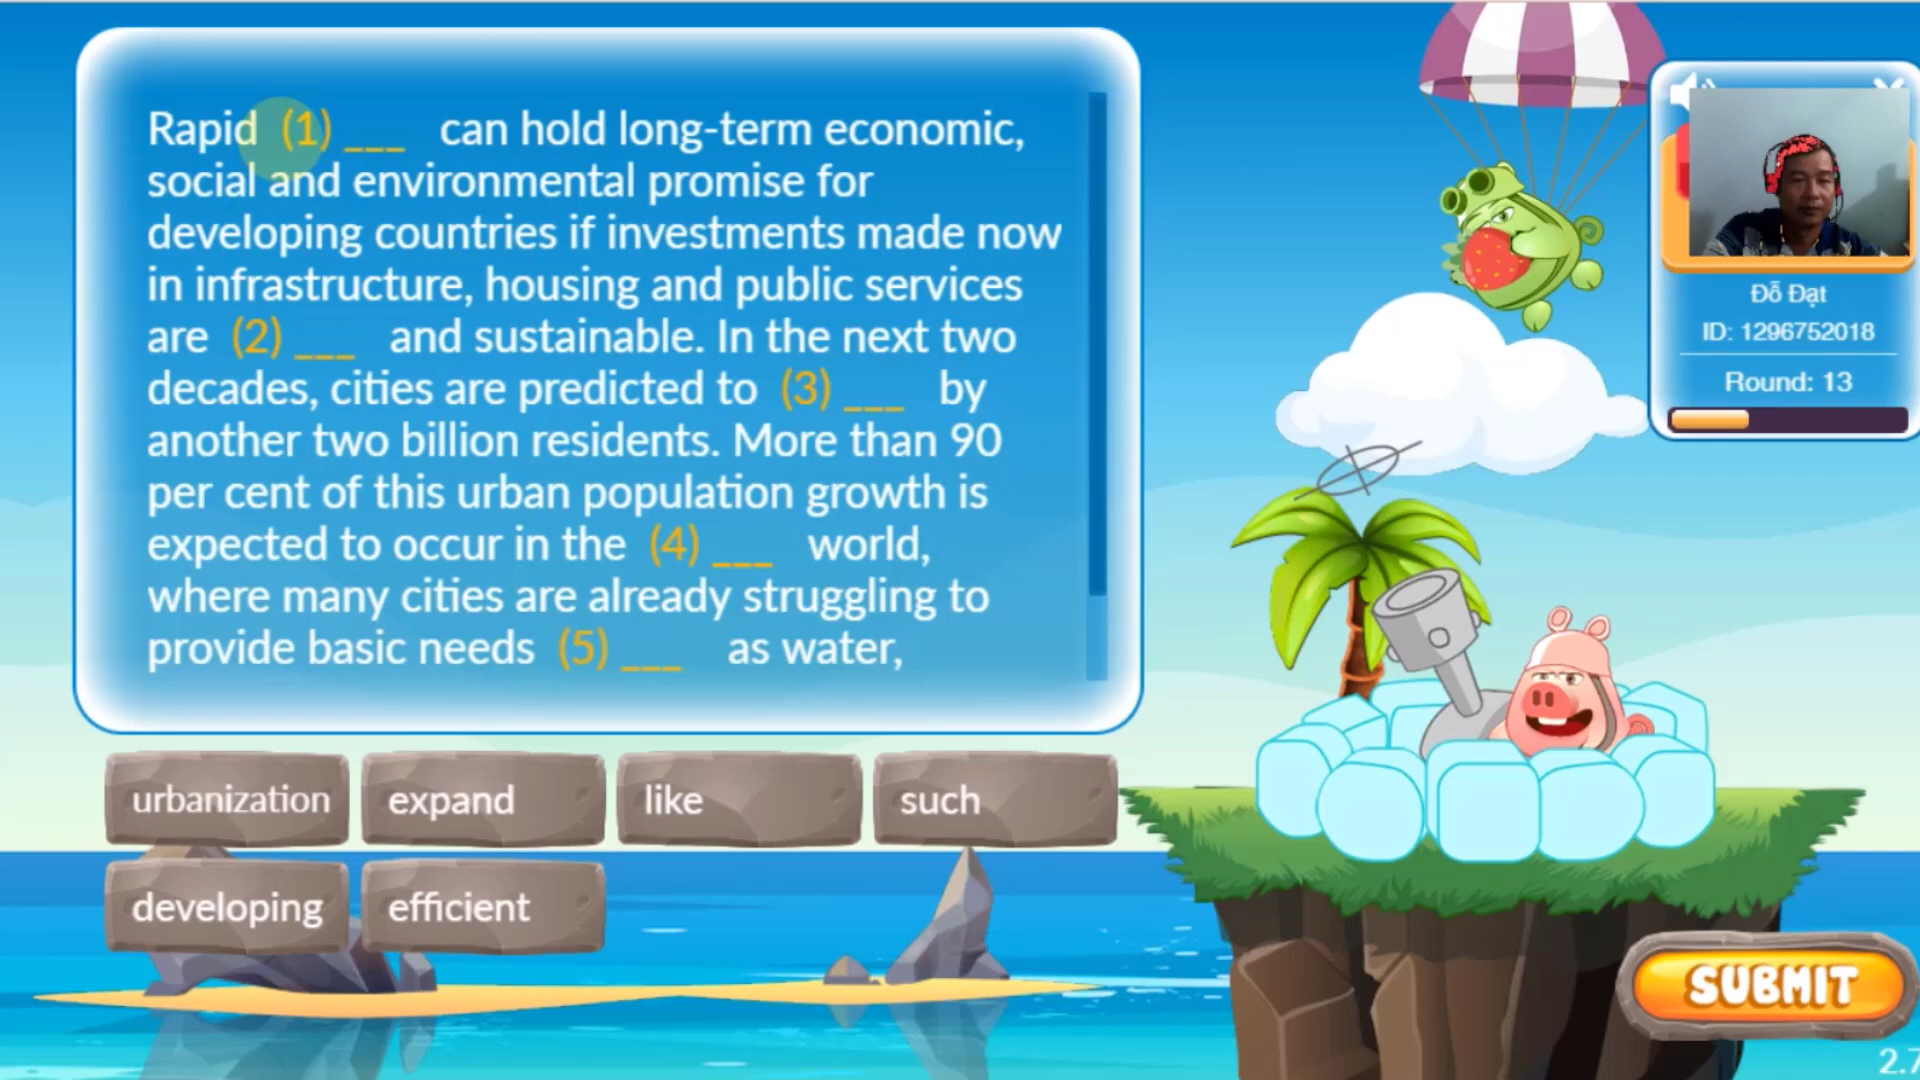 Rapid (1) ___ can hold long-term economic,
social and environmental promise for
developing countries if investments made now
in infrastructure, housing and public services
are (2) ___ and sustainable. In the next two
decades, cities are predicted to (3) ___ by
another two billion residents. More than 90
per cent of this urban population growth is
expected to occur in the (4) ___ world,
where many cities are already struggling to
provide basic needs (5) ___ as water,
urbanization
expand
like
such
developing
efficient
Đỗ Đạt
ID: 1296752018
Round: 13
SUBMIT
2.7